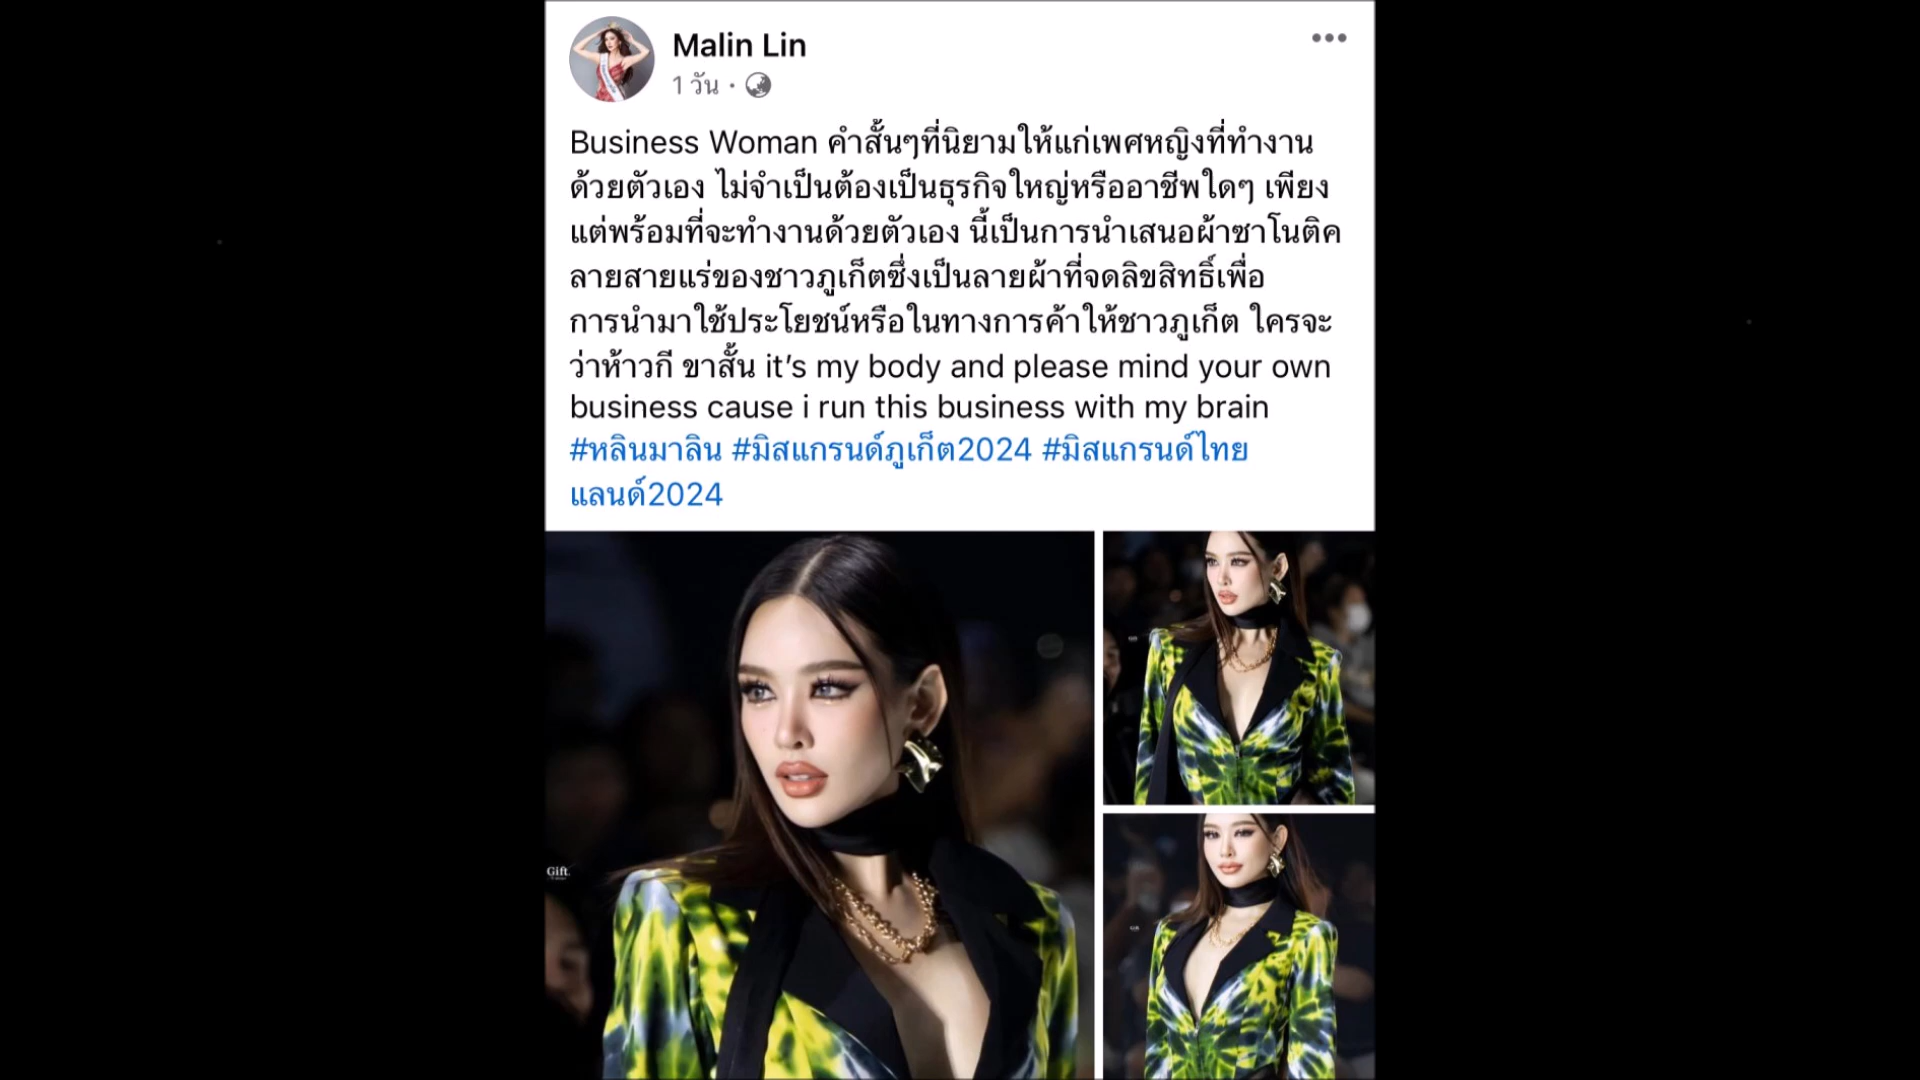 Malin Lin
1 วัน ·
Business Woman คำสั้นๆที่นิยามให้แก่เพศหญิงที่ทำงาน
ด้วยตัวเอง ไม่จำเป็นต้องเป็นธุรกิจใหญ่หรืออาชีพใดๆ เพียง
แต่พร้อมที่จะทำงานด้วยตัวเอง นี้เป็นการนำเสนอผ้าซาโนติค
ลายสายแร่ของชาวภูเก็ตซึ่งเป็นลายผ้าที่จดลิขสิทธิ์เพื่อ
การนำมาใช้ประโยชน์หรือในทางการค้าให้ชาวภูเก็ต ใครจะ
ว่าห้าวกี ขาสั้น it’s my body and please mind your own
business cause i run this business with my brain
#หลินมาลิน #มิสแกรนด์ภูเก็ต2024 #มิสแกรนด์ไทย
แลนด์2024
Gift.